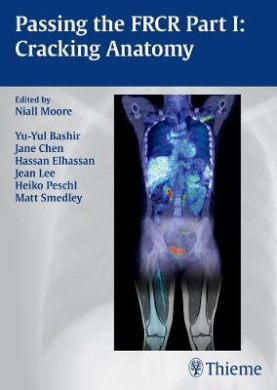 Passing the FRCR Part I:
Cracking Anatomy
Edited by
Niall Moore
Yu-Yul Bashir
Jane Chen
Hassan Elhassan
Jean Lee
Heiko Peschl
Matt Smedley
Thieme